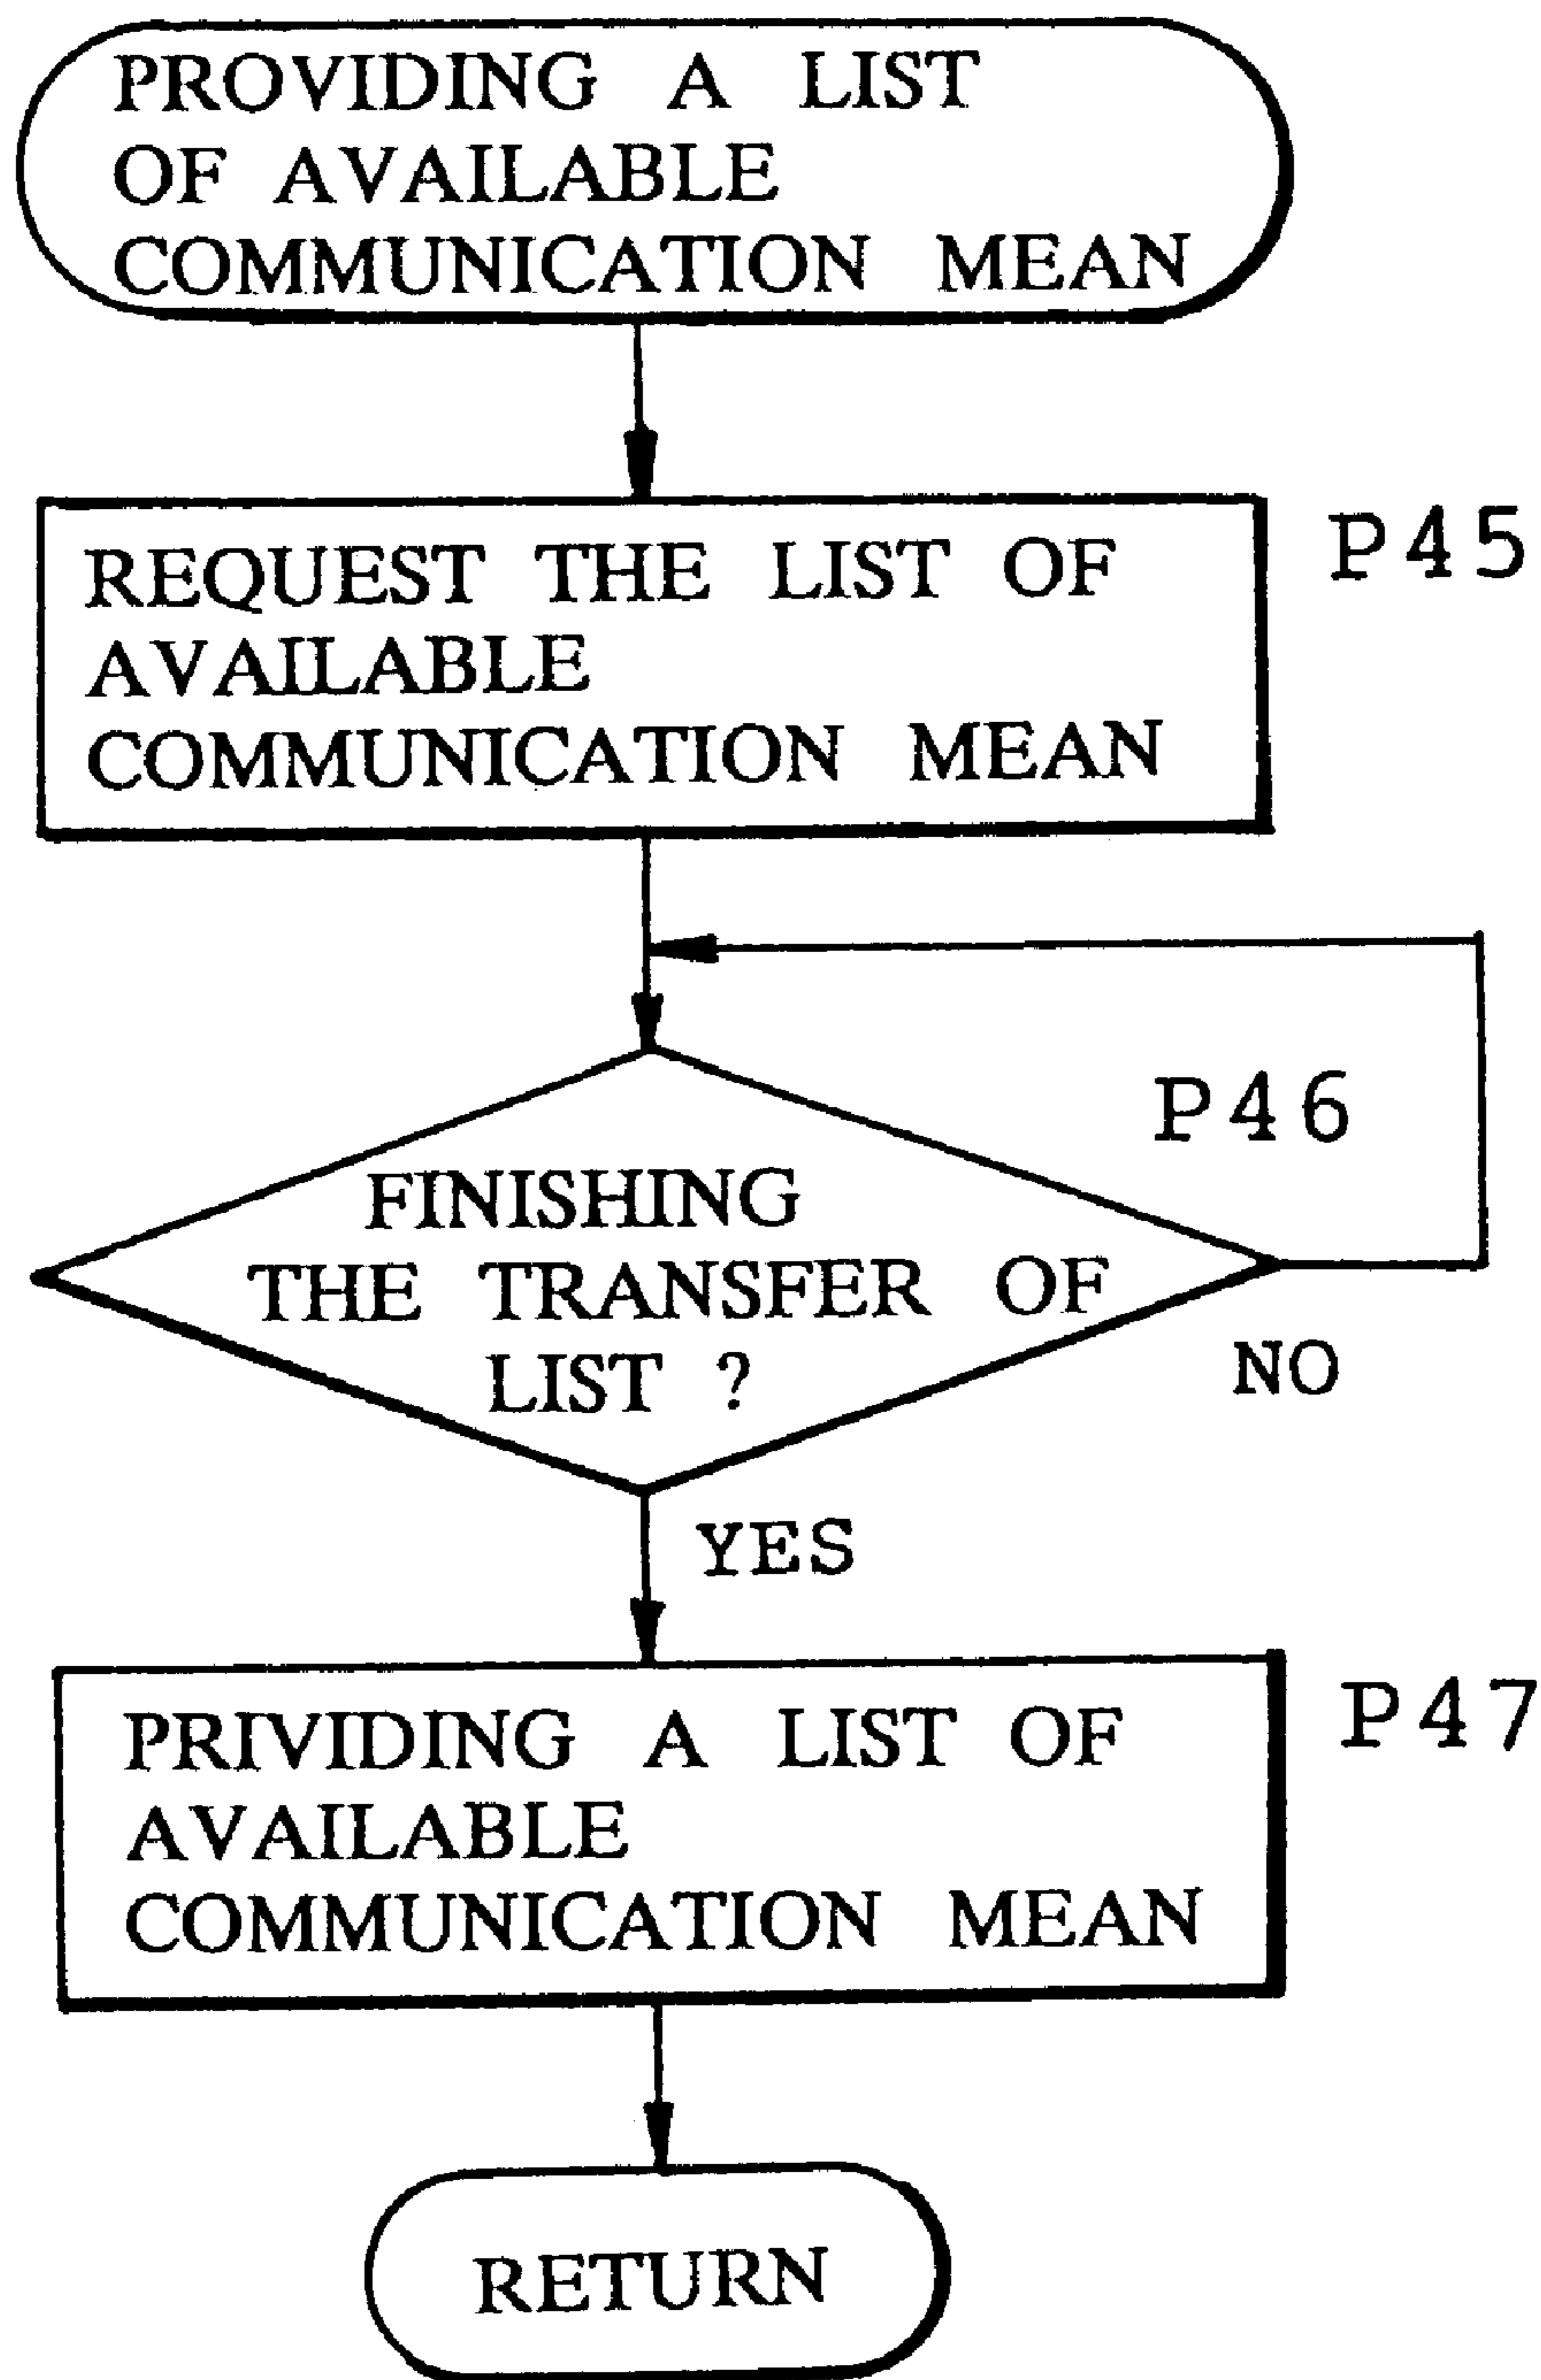 PROVIDING A LIST
OF AVAILABLE
COMMUNICATION MEAN
REQUEST THE LIST OF
AVAILABLE
COMMUNICATION MEAN
P45
P46
FINISHING
THE TRANSFER OF
LIST ?
NO
YES
PRIVIDING A LIST OF
AVAILABLE
COMMUNICATION MEAN
P47
RETURN